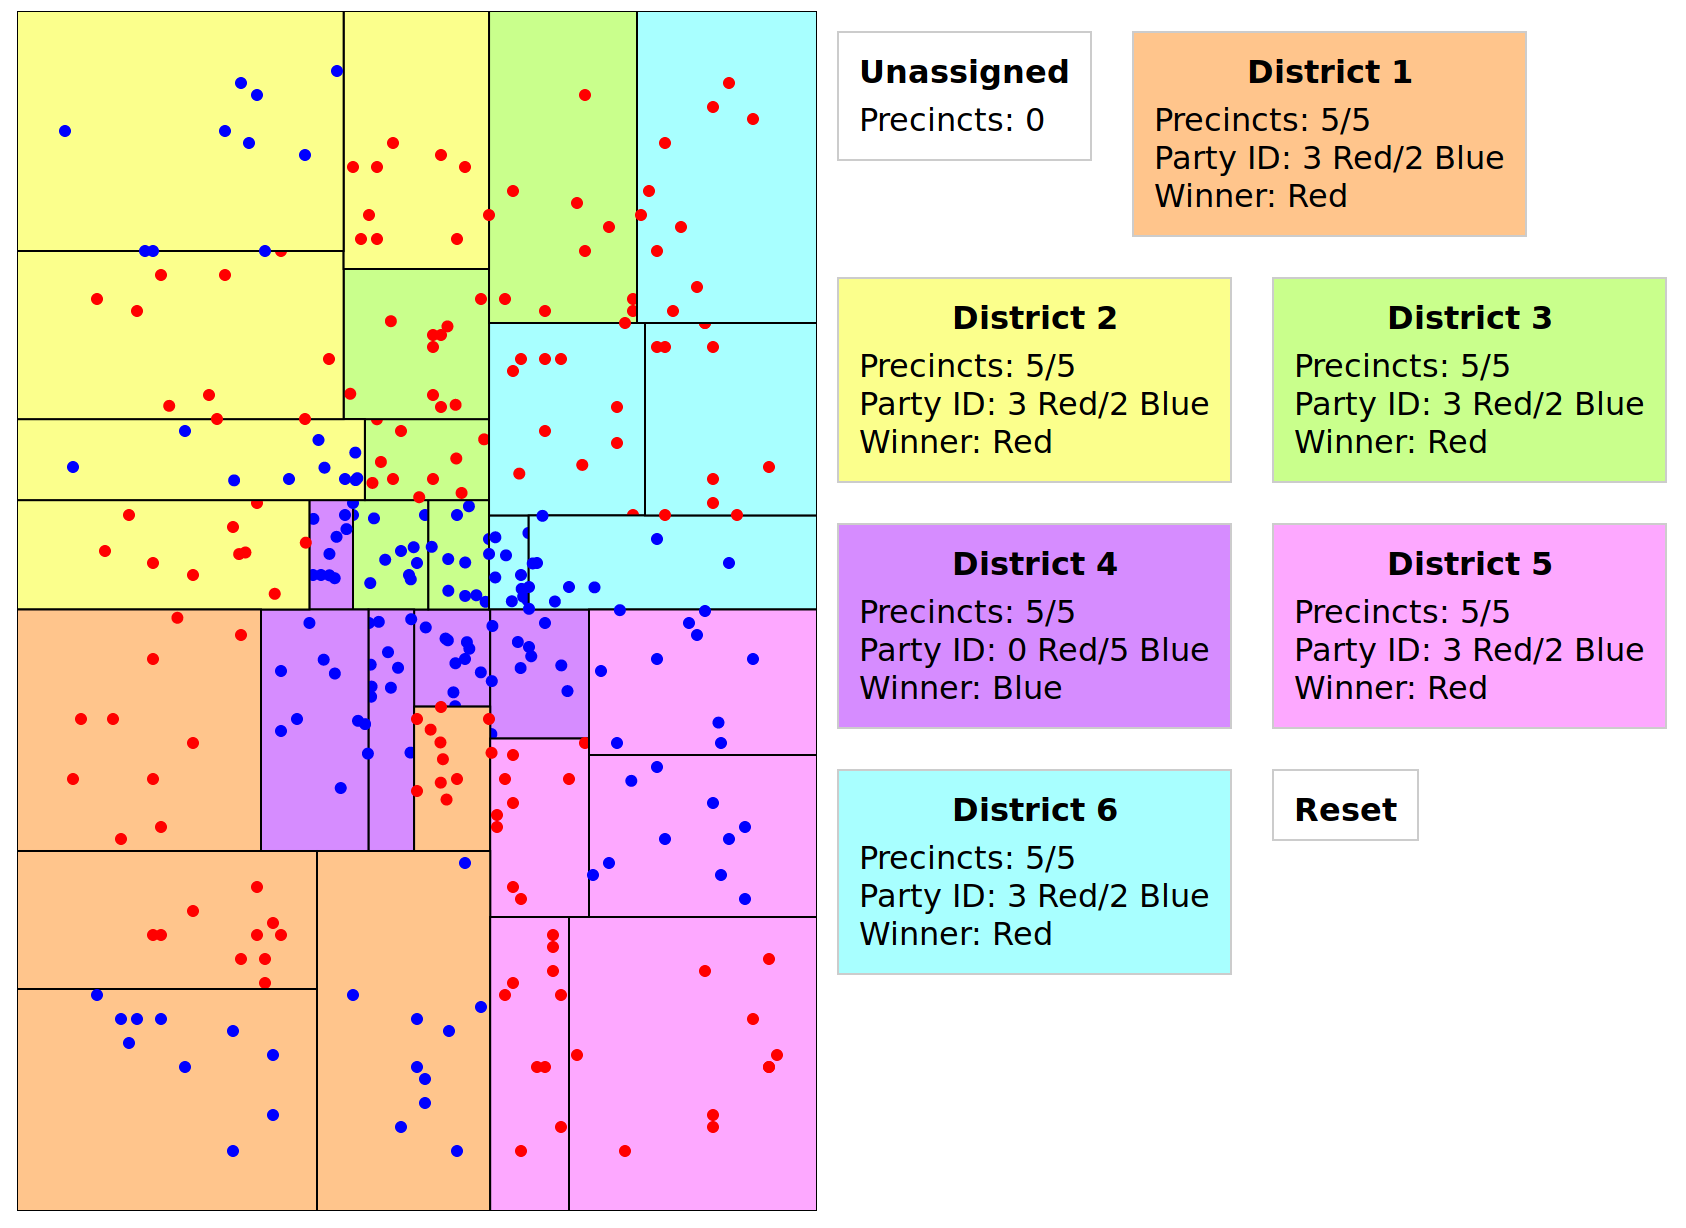 Unassigned
Precincts: 0
District 1
Precincts: 5/5
Party ID: 3 Red/2 Blue
Winner: Red
District 2
Precincts: 5/5
Party ID: 3 Red/2 Blue
Winner: Red
District 3
Precincts: 5/5
Party ID: 3 Red/2 Blue
Winner: Red
District 4
Precincts: 5/5
Party ID: 0 Red/5 Blue
Winner: Blue
District 5
Precincts: 5/5
Party ID: 3 Red/2 Blue
Winner: Red
District 6
Precincts: 5/5
Party ID: 3 Red/2 Blue
Winner: Red
Reset